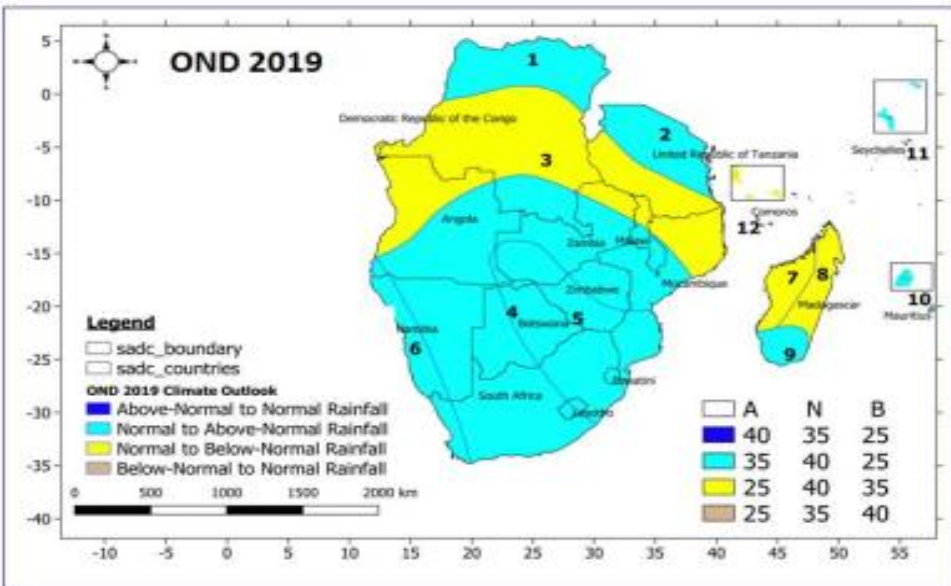 OND 2019
5
0
-5
-10
-15
-20
-25
-30
-35
-40
1
Democratic Republic of the Congo
2
3
United Republic of Tanzania
Seychelles
11
Comoros
12
Angola
Zambia
Malawi
Mozambique
7
8
Madagascar
10
Mauritius
Zimbabwe
4
Botswana
5
Namibia
6
9
South Africa
Eswatini
Lesotho
Legend
sadc_boundary
sadc_countries
OND 2019 Climate Outlook
Above-Normal to Normal Rainfall
Normal to Above-Normal Rainfall
Normal to Below-Normal Rainfall
Below-Normal to Normal Rainfall
0 500 1000 1500 2000 km
A N B
40 35 25
35 40 25
25 40 35
25 35 40
-10 -5 0 5 10 15 20 25 30 35 40 45 50 55